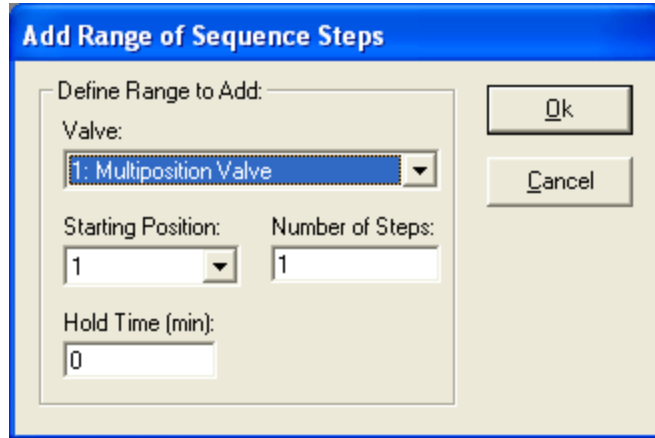 Add Range of Sequence Steps
Define Range to Add:
Valve:
1: Multiposition Valve
Starting Position:
Number of Steps:
1
1
Hold Time (min):
0
Ok
Cancel